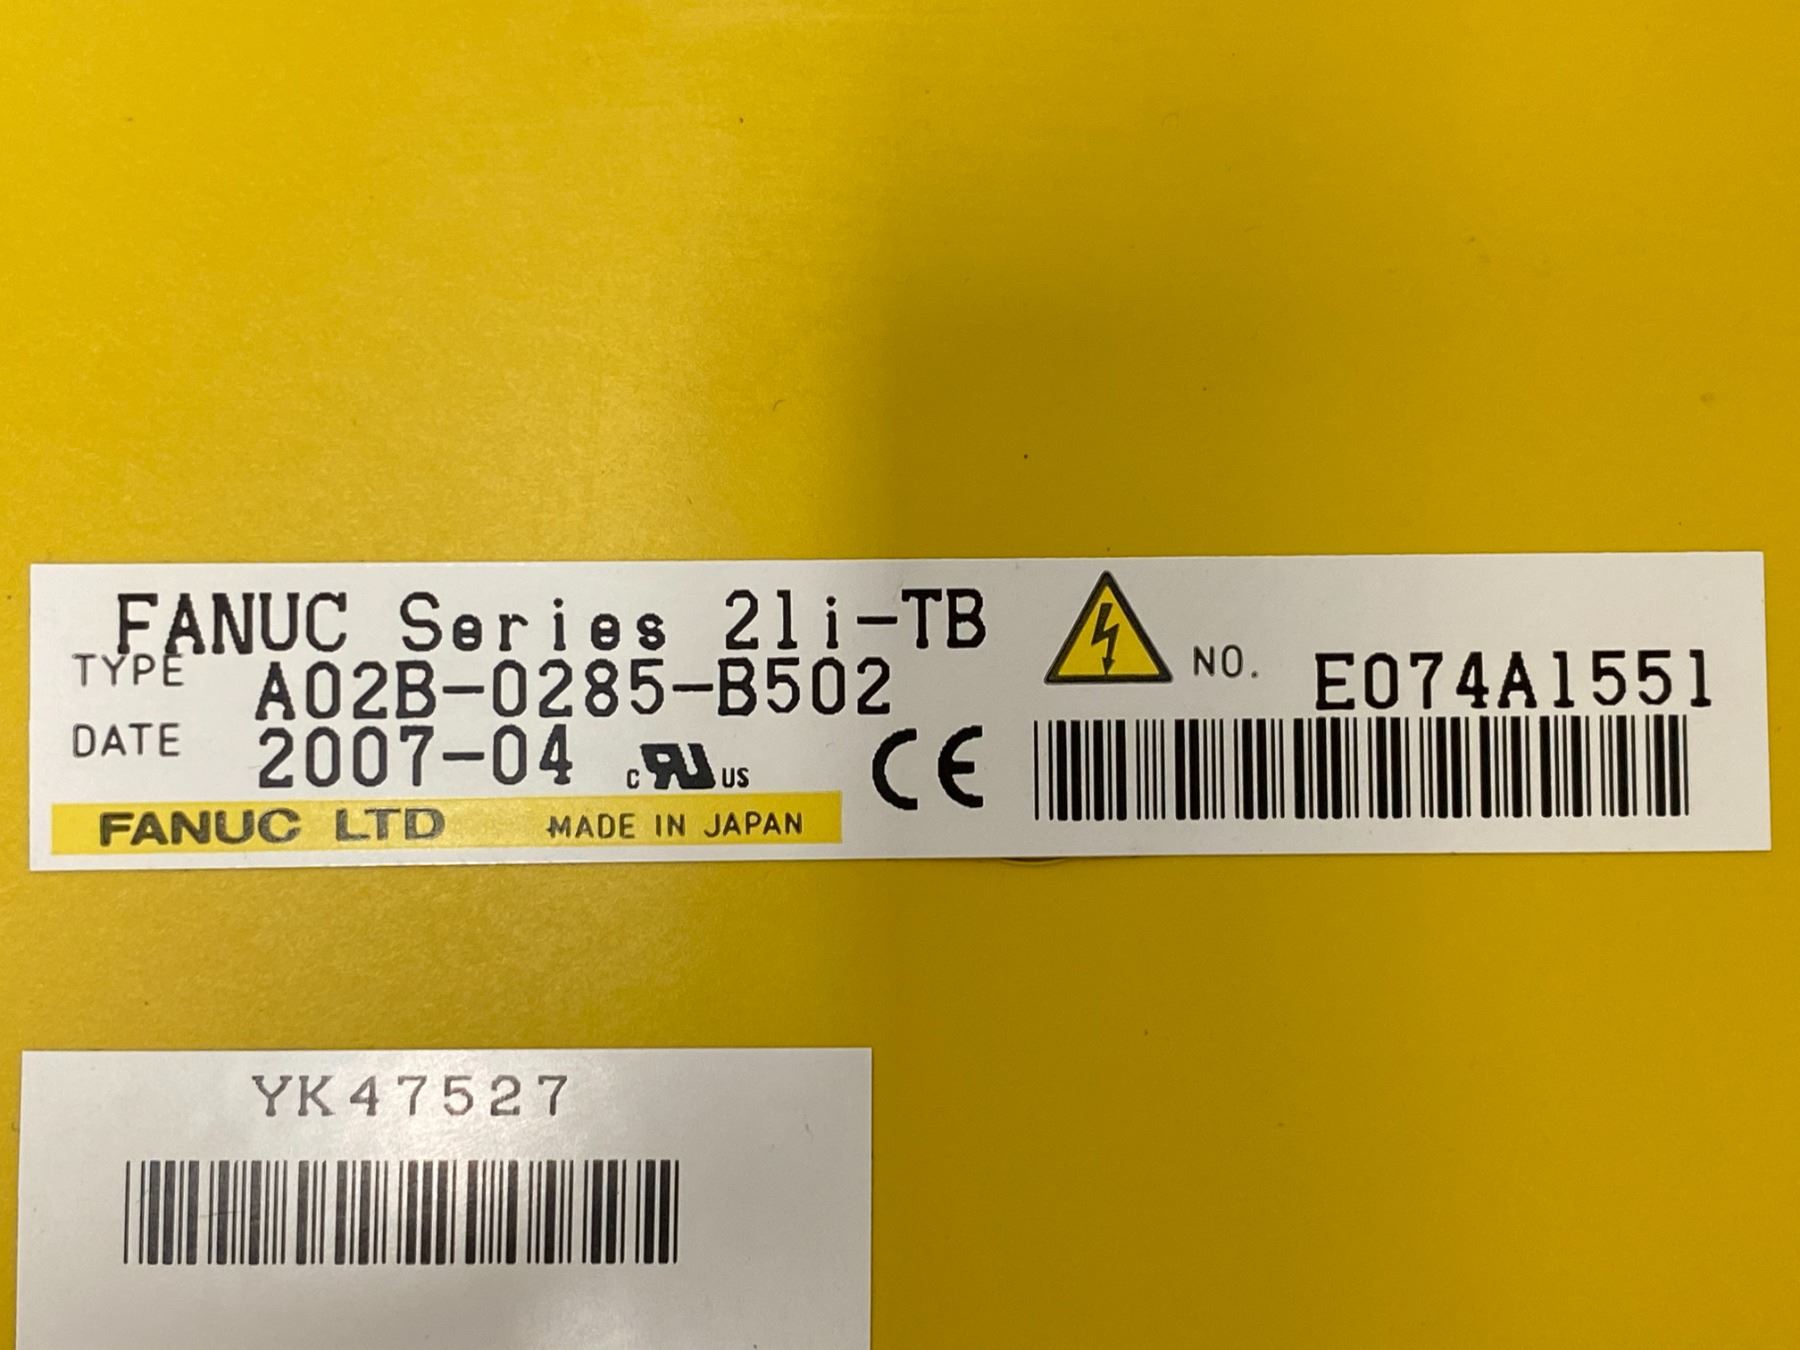 FANUC Series 21i-TB
TYPE A02B-0285-B502
DATE 2007-04 c RU US CE
FANUC LTD MADE IN JAPAN
NO. E074A1551
YK47527